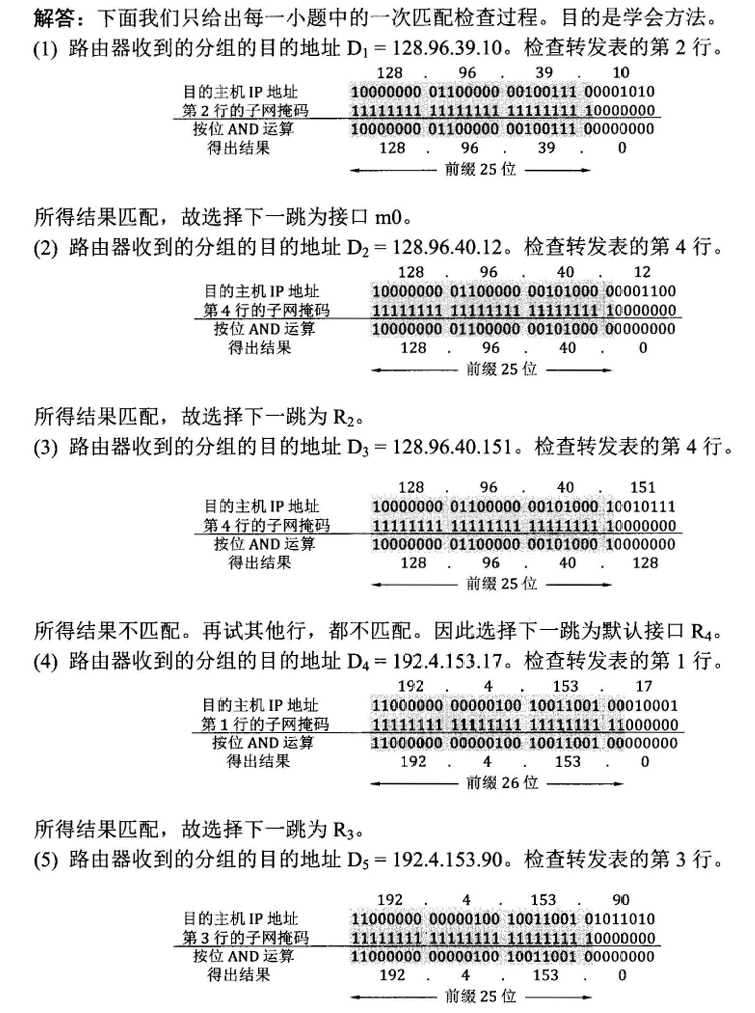 解答：下面我们只给出每一小题中的一次匹配检查过程。目的是学会方法。
(1) 路由器收到的分组的目的地址 D₁ = 128.96.39.10。检查转发表的第 2 行。
128 . 96 . 39 . 10
目的主机 IP 地址 10000000 01100000 00100111 00001010
第 2 行的子网掩码 11111111 11111111 11111111 10000000
按位 AND 运算 10000000 01100000 00100111 00000000
得出结果 128 . 96 . 39 . 0
前缀 25 位
所得结果匹配，故选择下一跳为接口 m0。
(2) 路由器收到的分组的目的地址 D₂ = 128.96.40.12。检查转发表的第 4 行。
128 . 96 . 40 . 12
目的主机 IP 地址 10000000 01100000 00101000 00001100
第 4 行的子网掩码 11111111 11111111 11111111 10000000
按位 AND 运算 10000000 01100000 00101000 00000000
得出结果 128 . 96 . 40 . 0
前缀 25 位
所得结果匹配，故选择下一跳为 R₂。
(3) 路由器收到的分组的目的地址 D₃ = 128.96.40.151。检查转发表的第 4 行。
128 . 96 . 40 . 151
目的主机 IP 地址 10000000 01100000 00101000 10010111
第 4 行的子网掩码 11111111 11111111 11111111 10000000
按位 AND 运算 10000000 01100000 00101000 10000000
得出结果 128 . 96 . 40 . 128
前缀 25 位
所得结果不匹配。再试其他行，都不匹配。因此选择下一跳为默认接口 R₄。
(4) 路由器收到的分组的目的地址 D₄ = 192.4.153.17。检查转发表的第 1 行。
192 . 4 . 153 . 17
目的主机 IP 地址 11000000 00000100 10011001 00010001
第 1 行的子网掩码 11111111 11111111 11111111 11000000
按位 AND 运算 11000000 00000100 10011001 00000000
得出结果 192 . 4 . 153 . 0
前缀 26 位
所得结果匹配，故选择下一跳为 R₃。
(5) 路由器收到的分组的目的地址 D₅ = 192.4.153.90。检查转发表的第 3 行。
192 . 4 . 153 . 90
目的主机 IP 地址 11000000 00000100 10011001 01011010
第 3 行的子网掩码 11111111 11111111 11111111 10000000
按位 AND 运算 11000000 00000100 10011001 00000000
得出结果 192 . 4 . 153 . 0
前缀 25 位